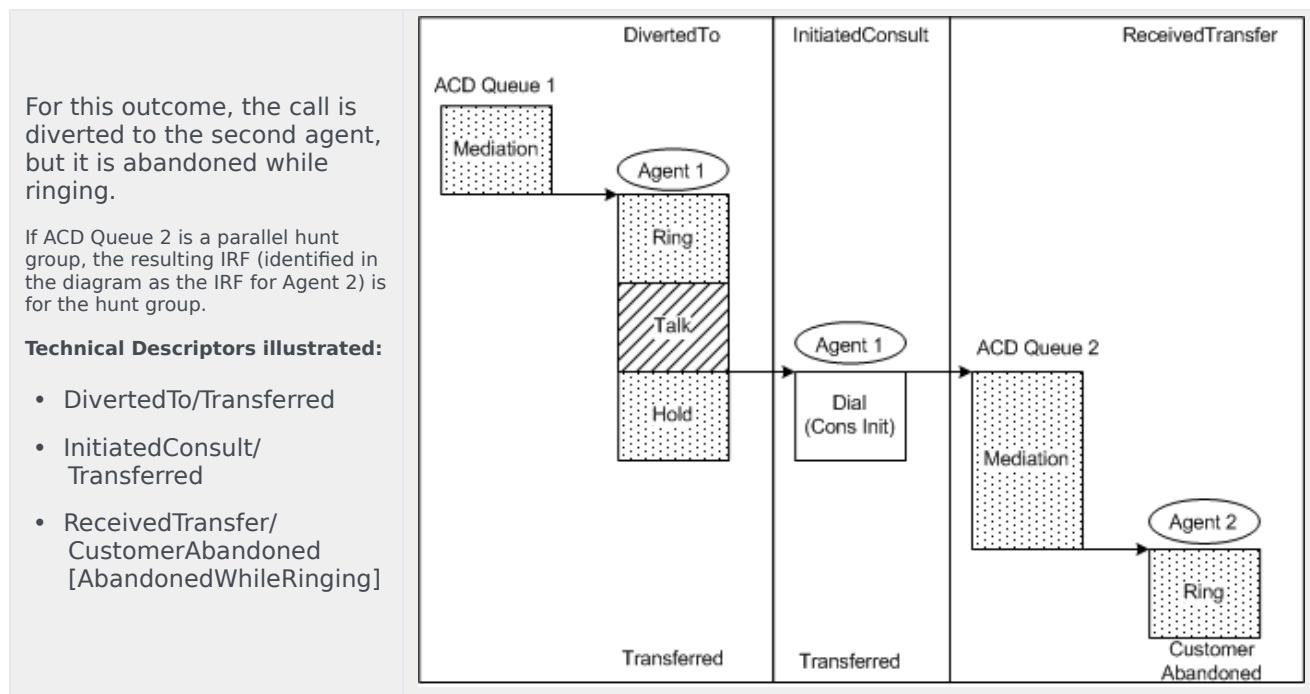 For this outcome, the call is
diverted to the second agent,
but it is abandoned while
ringing.
If ACD Queue 2 is a parallel hunt
group, the resulting IRF (identified in
the diagram as the IRF for Agent 2) is
for the hunt group.
Technical Descriptors illustrated:
• DivertedTo/Transferred
• InitiatedConsult/
Transferred
• ReceivedTransfer/
CustomerAbandoned
[AbandonedWhileRinging]
DivertedTo
InitiatedConsult
ReceivedTransfer
ACD Queue 1
Mediation
Agent 1
Ring
Talk
Hold
Agent 1
Dial
(Cons Init)
ACD Queue 2
Mediation
Agent 2
Ring
Transferred
Transferred
Customer
Abandoned